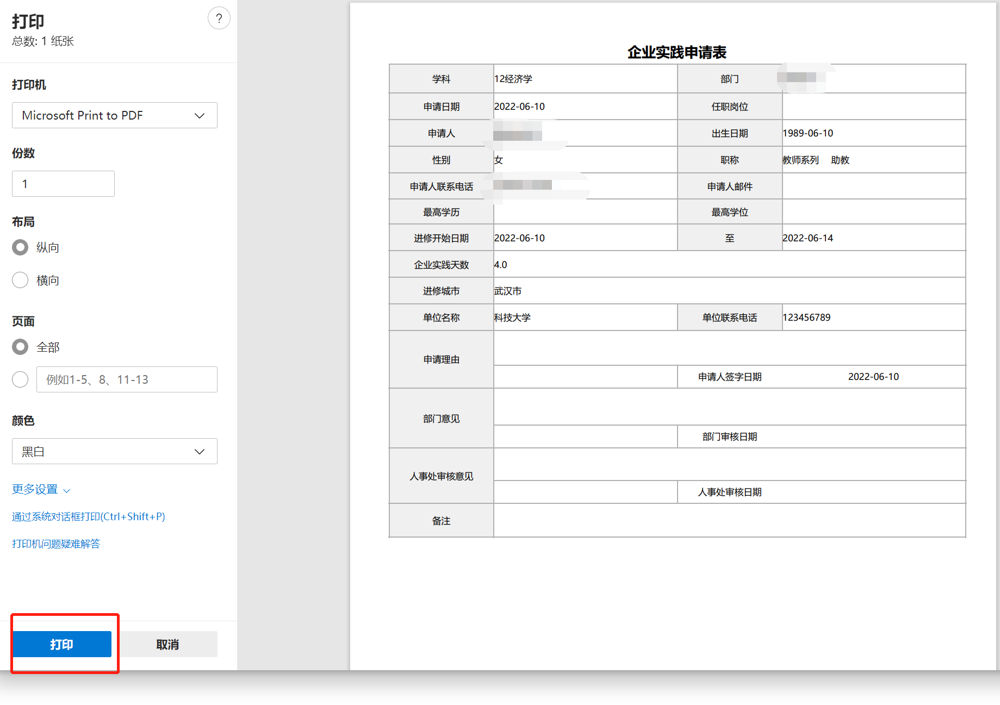 打印
?
总数: 1 纸张
打印机
Microsoft Print to PDF
份数
1
布局
纵向
横向
页面
全部
例如1-5、8、11-13
颜色
黑白
更多设置
通过系统对话框打印(Ctrl+Shift+P)
打印机问题疑难解答
打印 取消
企业实践申请表
学科 12经济学 部门
申请日期 2022-06-10 任职岗位
申请人 出生日期 1989-06-10
性别 女 职称 教师系列 助教
申请人联系电话 申请人邮件
最高学历 最高学位
进修开始日期 2022-06-10 至 2022-06-14
企业实践天数 4.0
进修城市 武汉市
单位名称 科技大学 单位联系电话 123456789
申请理由
申请人签字日期 2022-06-10
部门意见
部门审核日期
人事处审核意见
人事处审核日期
备注